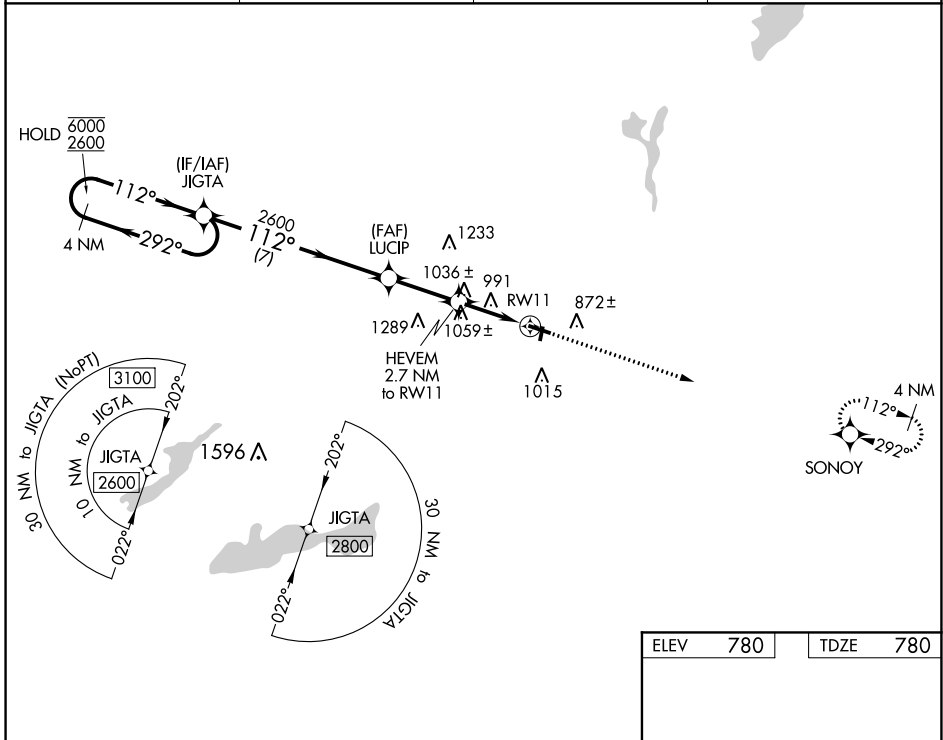 HOLD 6000
2600
(IF/IAF)
JIGTA
112°
292°
4 NM
2600
112°
(7)
(FAF)
LUCIP
1233
1036 ±
991
RW11
872 ±
1289
1059 ±
HEVEM
2.7 NM
to RW11
1015
4 NM
112°
292°
SONOY
30 NM to JIGTA (NoPT)
3100
202°
10 NM to JIGTA
JIGTA
2600
022°
1596
202°
JIGTA
2800
30 NM to JIGTA
022°
ELEV 780
TDZE 780